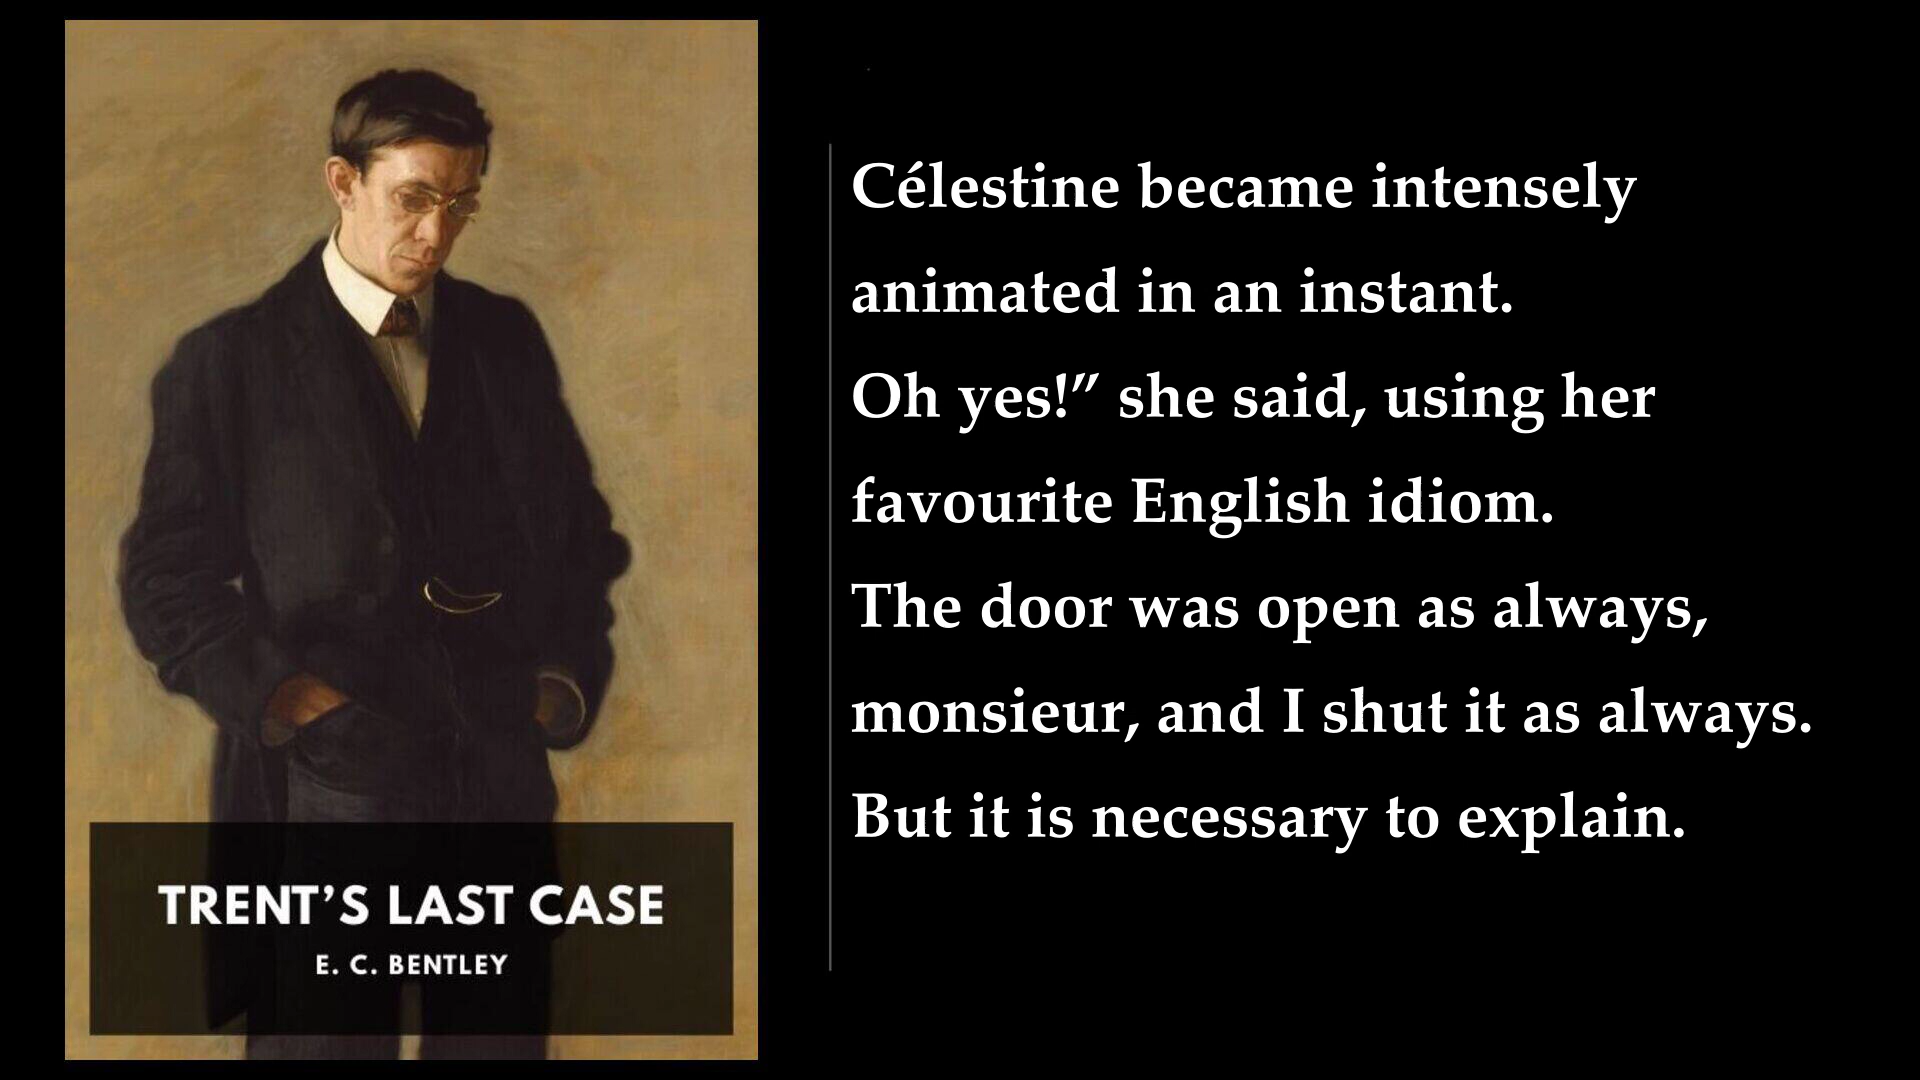 TRENT’S LAST CASE
E. C. BENTLEY
Célestine became intensely
animated in an instant.
Oh yes!” she said, using her
favourite English idiom.
The door was open as always,
monsieur, and I shut it as always.
But it is necessary to explain.